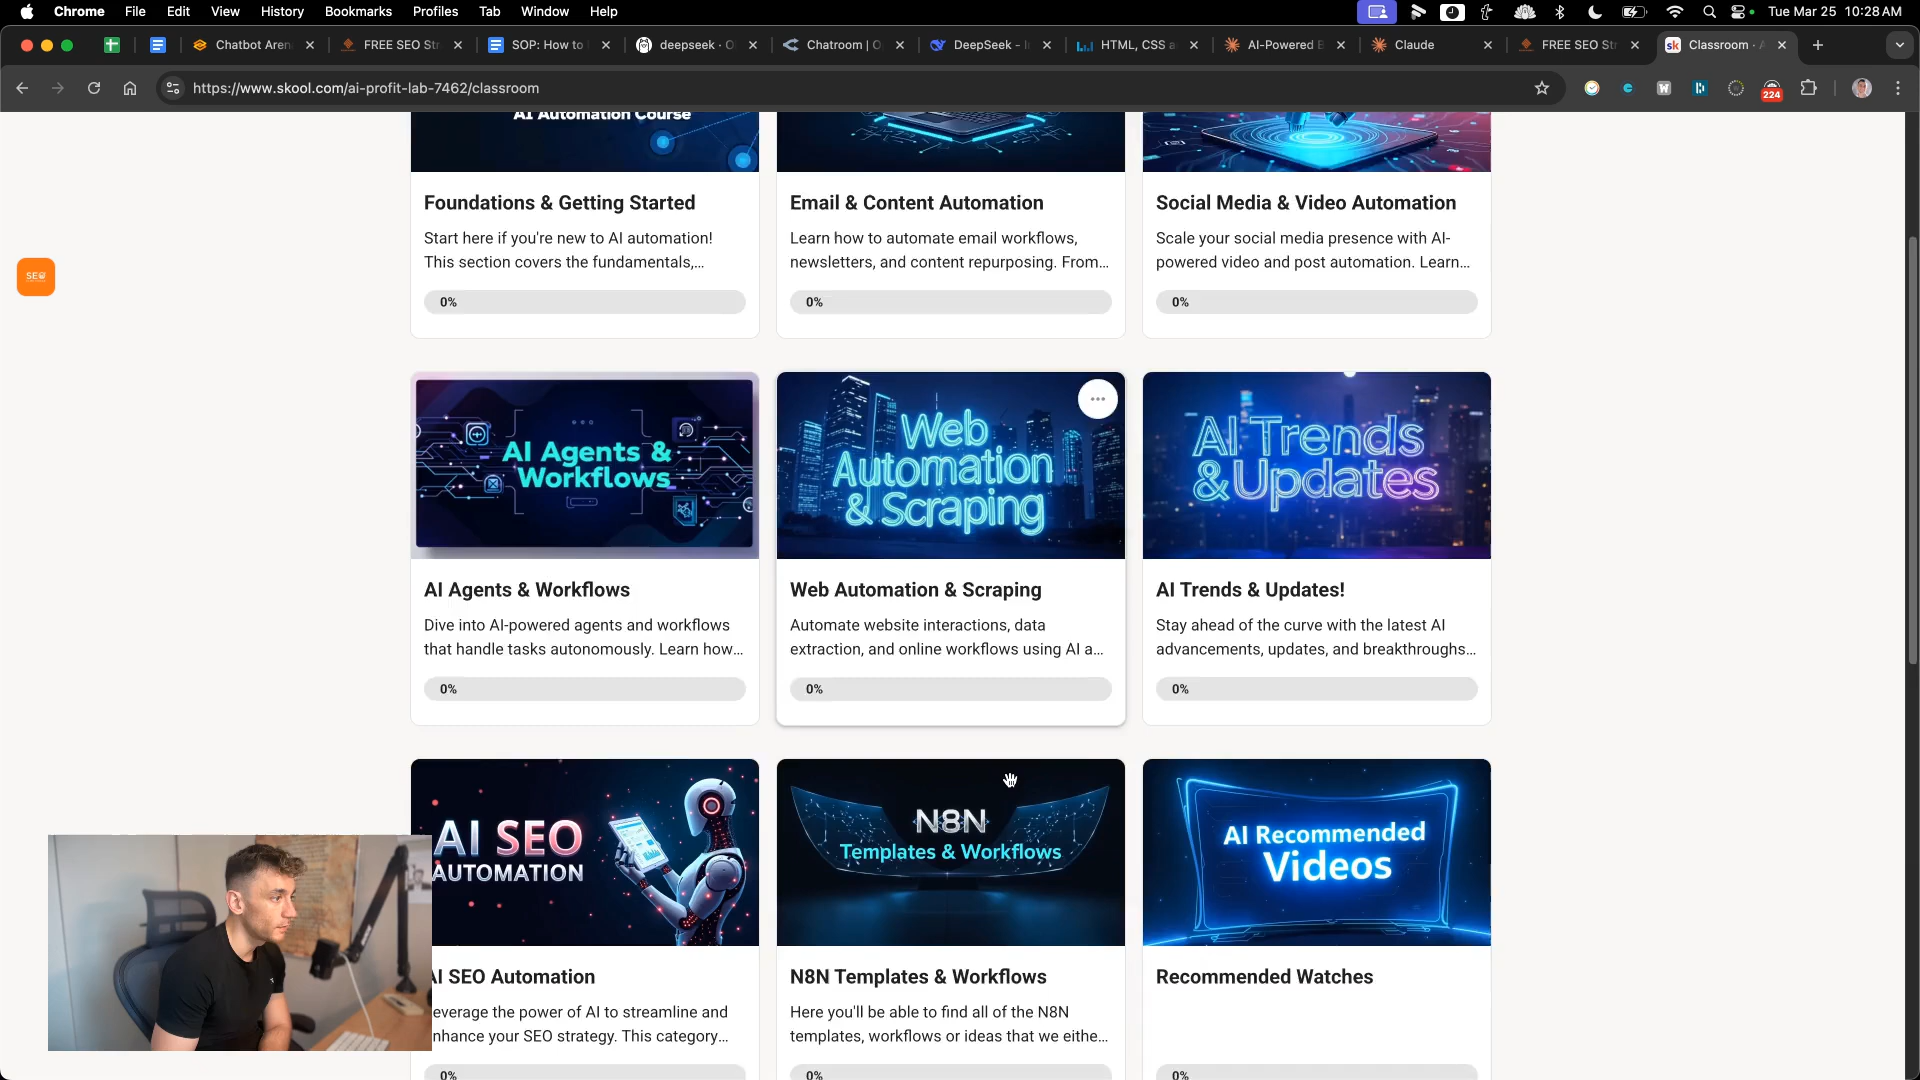 Chrome File Edit View History Bookmarks Profiles Tab Window Help Tue Mar 25 10:28 AM
Chatbot Aren FREE SEO Str SOP: How to deepseek · O Chatroom | O DeepSeek - I HTML, CSS a AI-Powered B Claude FREE SEO St Classroom · A
https://www.skool.com/ai-profit-lab-7462/classroom
224
AI Automation Course
Foundations & Getting Started
Start here if you're new to AI automation!
This section covers the fundamentals,...
0%
Email & Content Automation
Learn how to automate email workflows,
newsletters, and content repurposing. From...
0%
Social Media & Video Automation
Scale your social media presence with AI-
powered video and post automation. Learn...
0%
SEO
AI Agents &
Workflows
AI Agents & Workflows
Dive into AI-powered agents and workflows
that handle tasks autonomously. Learn how...
0%
Web
Automation
& Scraping
Web Automation & Scraping
Automate website interactions, data
extraction, and online workflows using AI a...
0%
AI Trends
& Updates
AI Trends & Updates!
Stay ahead of the curve with the latest AI
advancements, updates, and breakthroughs...
0%
AI SEO
AUTOMATION
AI SEO Automation
everage the power of AI to streamline and
nhance your SEO strategy. This category...
0%
N8N
Templates & Workflows
N8N Templates & Workflows
Here you'll be able to find all of the N8N
templates, workflows or ideas that we eithe...
0%
AI Recommended
Videos
Recommended Watches
0%